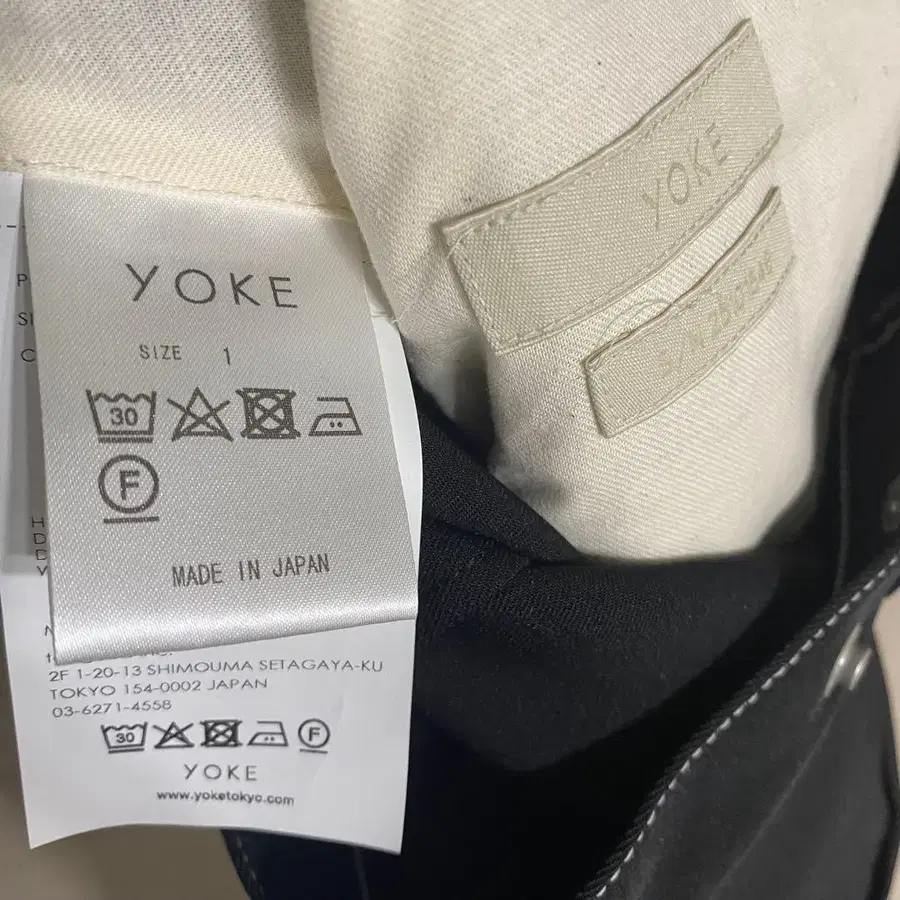 YOKE
YOKE
SIZE 1
30
F
MADE IN JAPAN
2F 1-20-13 SHIMOUMA SETAGAYA-KU
TOKYO 154-0002 JAPAN
03-6271-4558
30
F
YOKE
www.yoketokyo.com